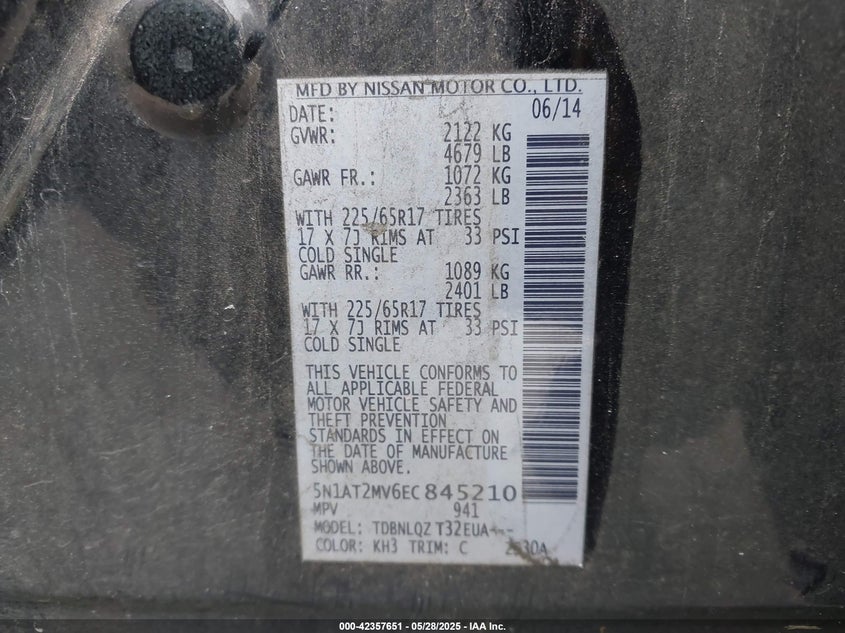 MFD BY NISSAN MOTOR CO., LTD.
DATE: 06/14
GVWR: 2122 KG
4679 LB
GAWR FR.: 1072 KG
2363 LB
WITH 225/65R17 TIRES
17 X 7J RIMS AT 33 PSI
COLD SINGLE
GAWR RR.: 1089 KG
2401 LB
WITH 225/65R17 TIRES
17 X 7J RIMS AT 33 PSI
COLD SINGLE
THIS VEHICLE CONFORMS TO
ALL APPLICABLE FEDERAL
MOTOR VEHICLE SAFETY AND
THEFT PREVENTION
STANDARDS IN EFFECT ON
THE DATE OF MANUFACTURE
SHOWN ABOVE.
5N1AT2MV6EC845210
MPV 941
MODEL: TDBNLQZ T32EUA---
COLOR: KH3 TRIM: C
000-42357651 | 05/28/2025 - IAA Inc.